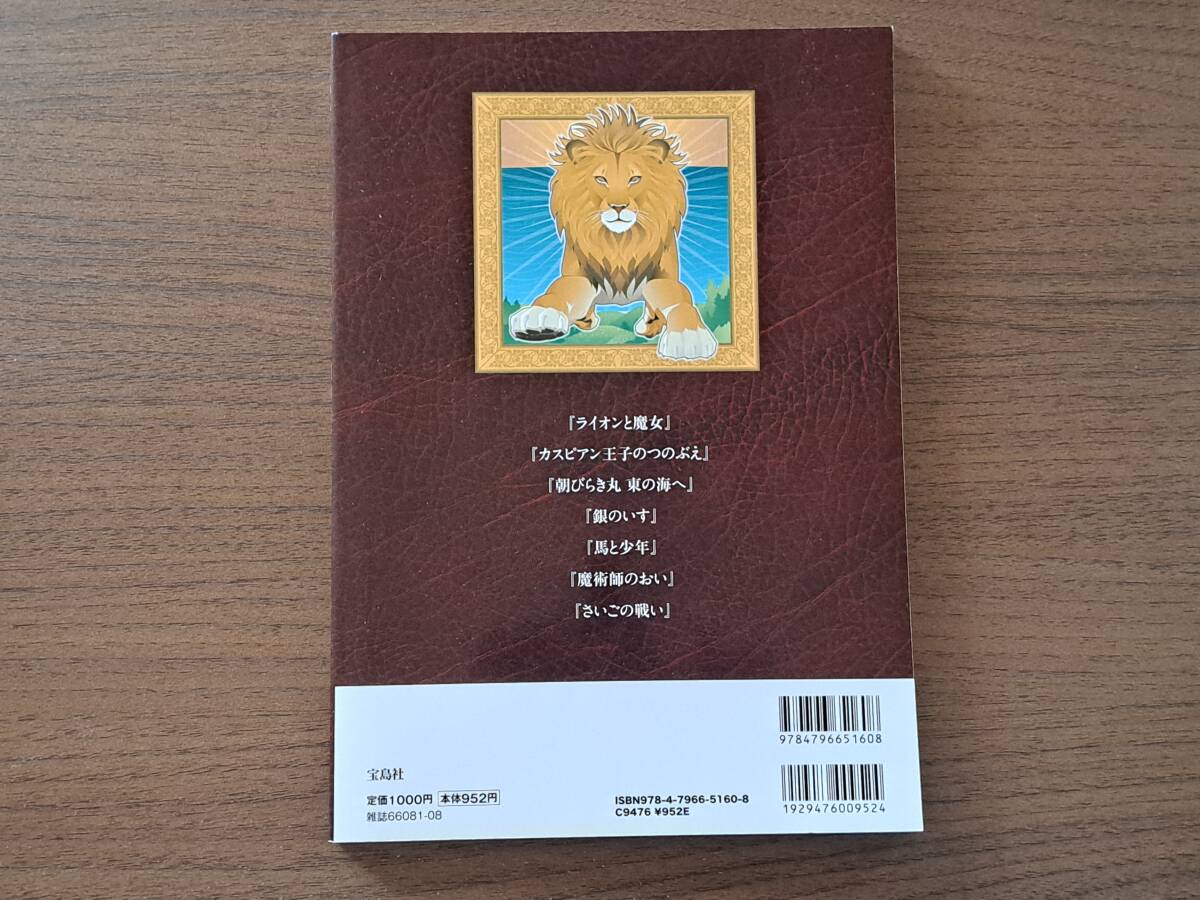 『ライオンと魔女』
『カスピアン王子のつのぶえ』
『朝びらき丸 東の海へ』
『銀のいす』
『馬と少年』
『魔術師のおい』
『さいごの戦い』
9784796651608
宝島社
定価1000円 本体952円
雑誌66081-08
ISBN978-4-7966-5160-8
C9476 ¥952E
1929476009524